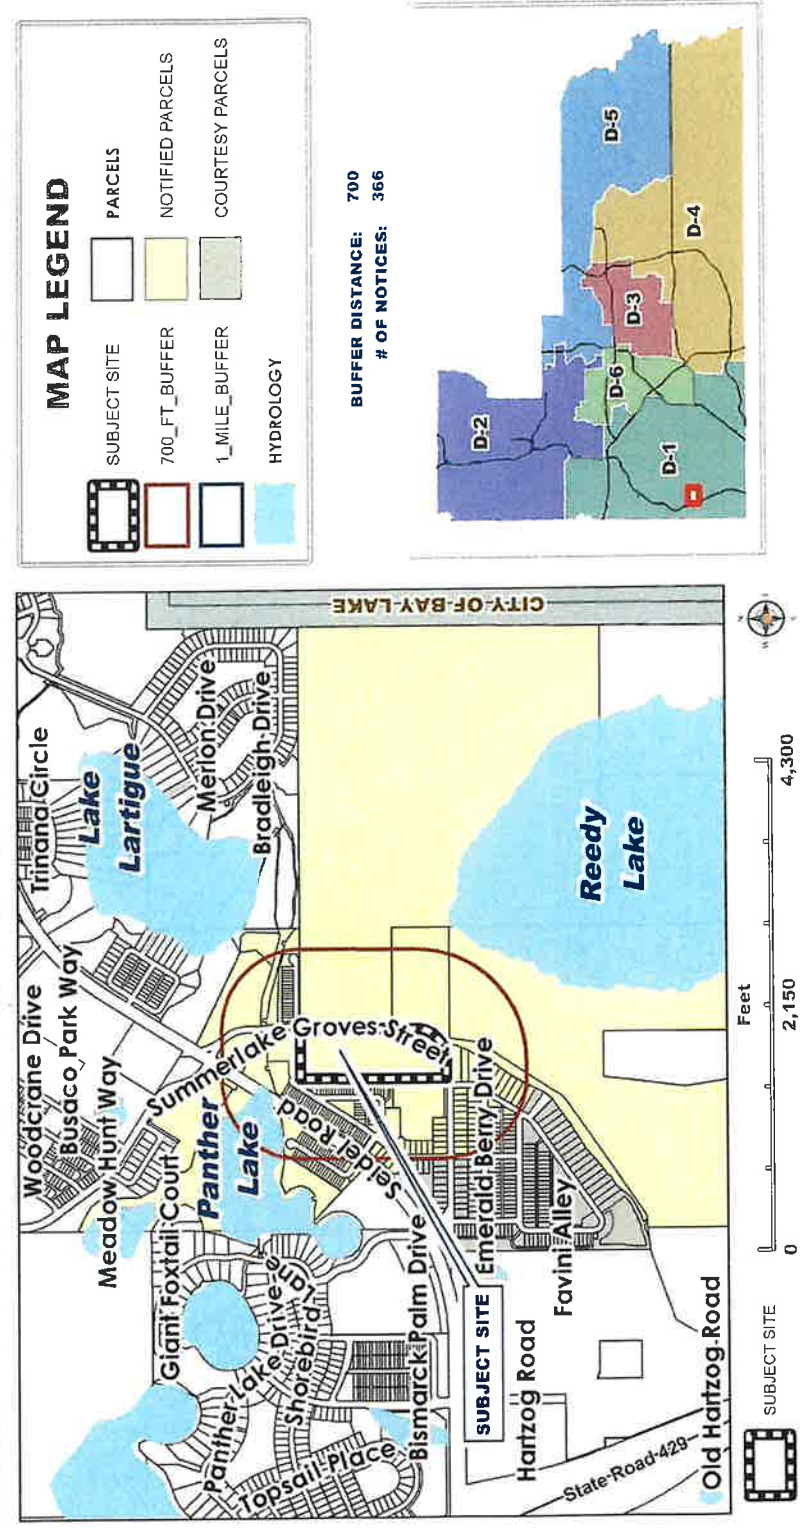 MAP LEGEND
SUBJECT SITE
PARCELS
700_FT_BUFFER
NOTIFIED PARCELS
1_MILE_BUFFER
COURTESY PARCELS
HYDROLOGY
BUFFER DISTANCE: 700
# OF NOTICES: 366
D-2
D-5
D-6
D-3
D-4
D-1
Woodcrane Drive
Busaco Park Way
Meadow Hunt Way
Trinana Circle
Lake
Lartigue
Merlon Drive
Bradleigh Drive
CITY OF BAY LAKE
Summerlake Groves Street
Giant Foxtail Court
Panther
Lake
Seidel Road
Panther Lake Drive
Shorebird Lane
Topsail Place
Bismarck Palm Drive
Emerald Berry Drive
Favini Alley
Reedy
Lake
SUBJECT SITE
Hartzog Road
State Road 429
Old Hartzog Road
SUBJECT SITE
Feet
0 2,150 4,300